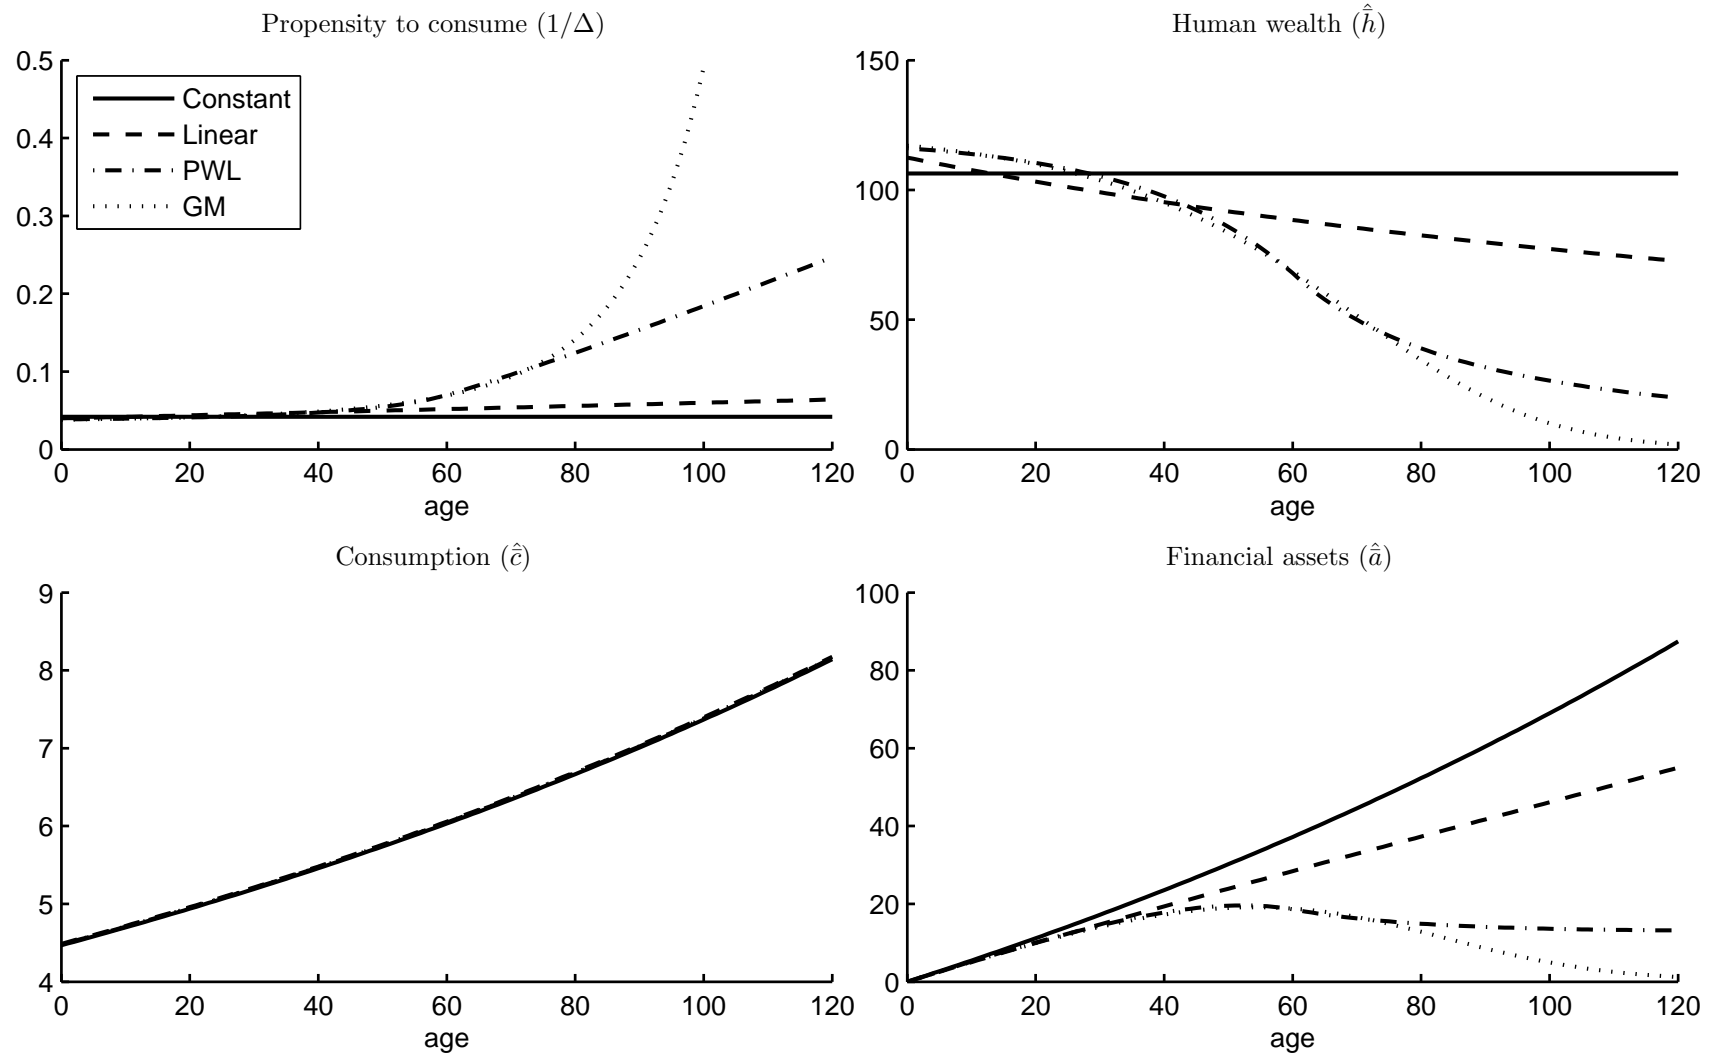 Propensity to consume (1/Δ)
0.5
0.4
0.3
0.2
0.1
0
Constant
Linear
PWL
GM
0 20 40 60 80 100 120
age
Human wealth (ĥ̄)
150
100
50
0
0 20 40 60 80 100 120
age
Consumption (ĉ̄)
9
8
7
6
5
4
0 20 40 60 80 100 120
age
Financial assets (â̄)
100
80
60
40
20
0
0 20 40 60 80 100 120
age